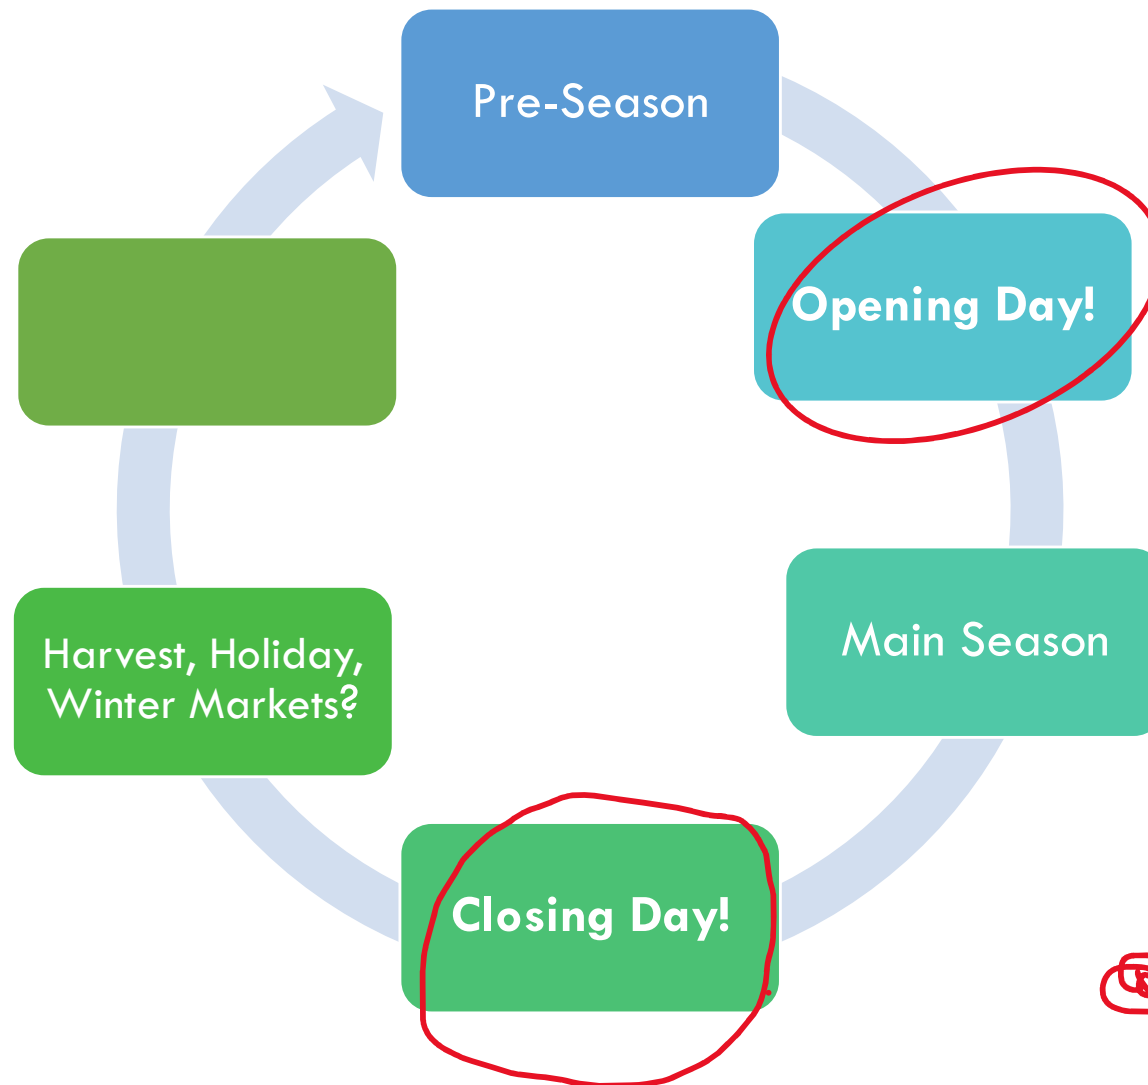 Pre-Season
Opening Day!
Main Season
Closing Day!
Harvest, Holiday,
Winter Markets?